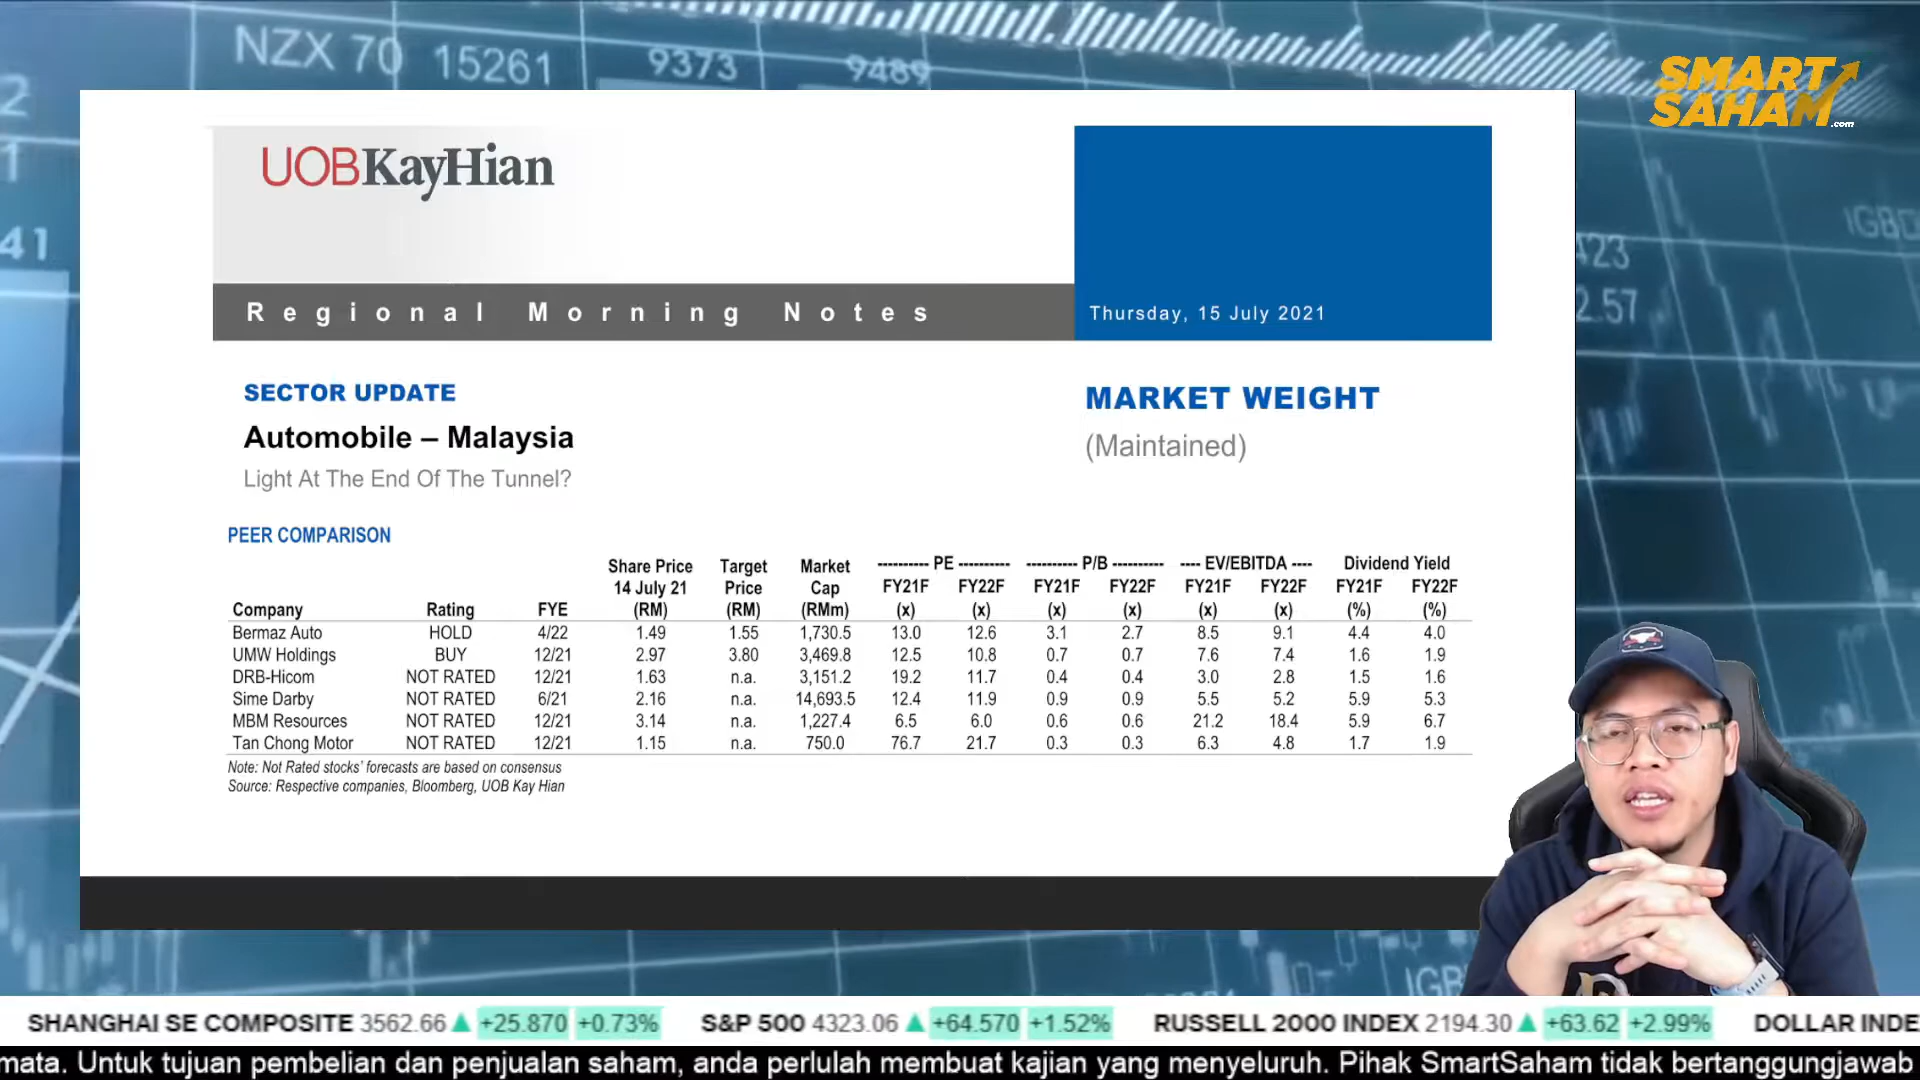 NZX 70 15261 9373 9489
SMART
SAHAM
.com
41
UOBKayHian
Regional Morning Notes
Thursday, 15 July 2021
SECTOR UPDATE
MARKET WEIGHT
Automobile – Malaysia
(Maintained)
Light At The End Of The Tunnel?
PEER COMPARISON
Share Price Target Market ---------- PE ---------- ---------- P/B ---------- ---- EV/EBITDA ---- Dividend Yield
14 July 21 Price Cap FY21F FY22F FY21F FY22F FY21F FY22F FY21F FY22F
Company Rating FYE (RM) (RM) (RMm) (x) (x) (x) (x) (x) (x) (%) (%)
Bermaz Auto HOLD 4/22 1.49 1.55 1,730.5 13.0 12.6 3.1 2.7 8.5 9.1 4.4 4.0
UMW Holdings BUY 12/21 2.97 3.80 3,469.8 12.5 10.8 0.7 0.7 7.6 7.4 1.6 1.9
DRB-Hicom NOT RATED 12/21 1.63 n.a. 3,151.2 19.2 11.7 0.4 0.4 3.0 2.8 1.5 1.6
Sime Darby NOT RATED 6/21 2.16 n.a. 14,693.5 12.4 11.9 0.9 0.9 5.5 5.2 5.9 5.3
MBM Resources NOT RATED 12/21 3.14 n.a. 1,227.4 6.5 6.0 0.6 0.6 21.2 18.4 5.9 6.7
Tan Chong Motor NOT RATED 12/21 1.15 n.a. 750.0 76.7 21.7 0.3 0.3 6.3 4.8 1.7 1.9
Note: Not Rated stocks' forecasts are based on consensus
Source: Respective companies, Bloomberg, UOB Kay Hian
SHANGHAI SE COMPOSITE 3562.66 ▲ +25.870 +0.73% S&P 500 4323.06 ▲ +64.570 +1.52% RUSSELL 2000 INDEX 2194.30 ▲ +63.62 +2.99% DOLLAR INDE
mata. Untuk tujuan pembelian dan penjualan saham, anda perlulah membuat kajian yang menyeluruh. Pihak SmartSaham tidak bertanggungjawab